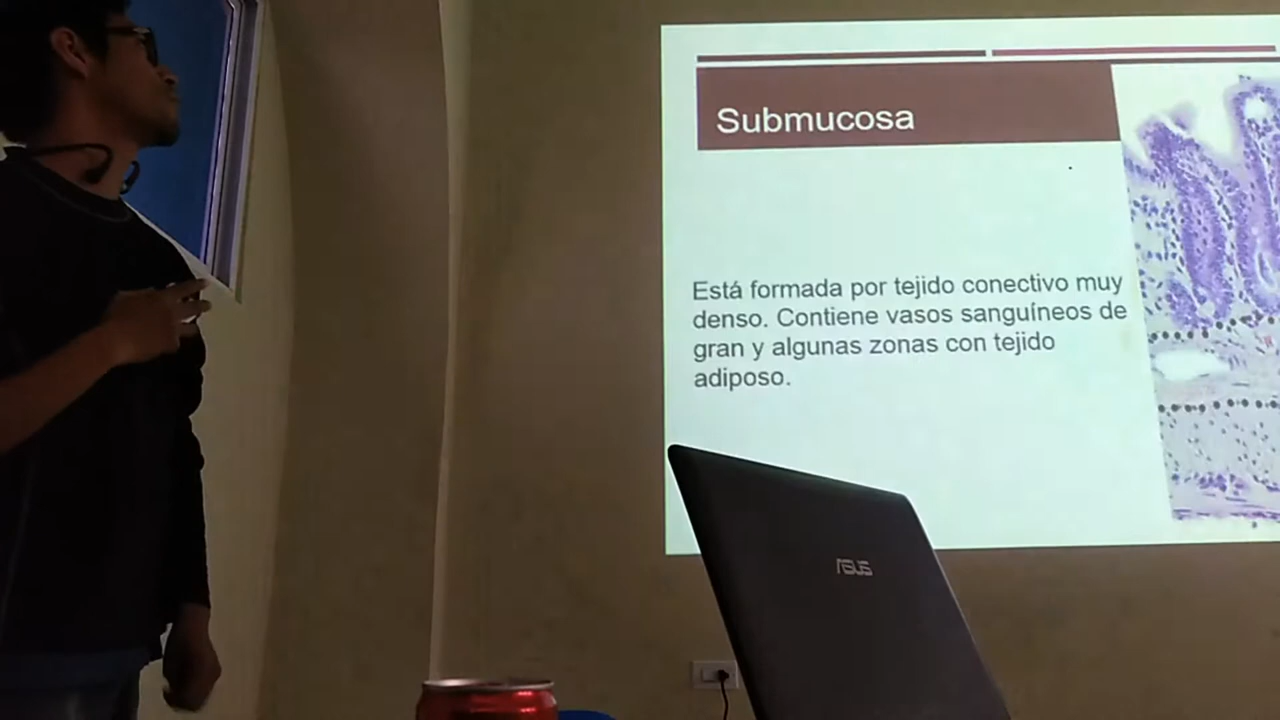 Submucosa
Está formada por tejido conectivo muy
denso. Contiene vasos sanguíneos de
gran y algunas zonas con tejido
adiposo.
ASUS